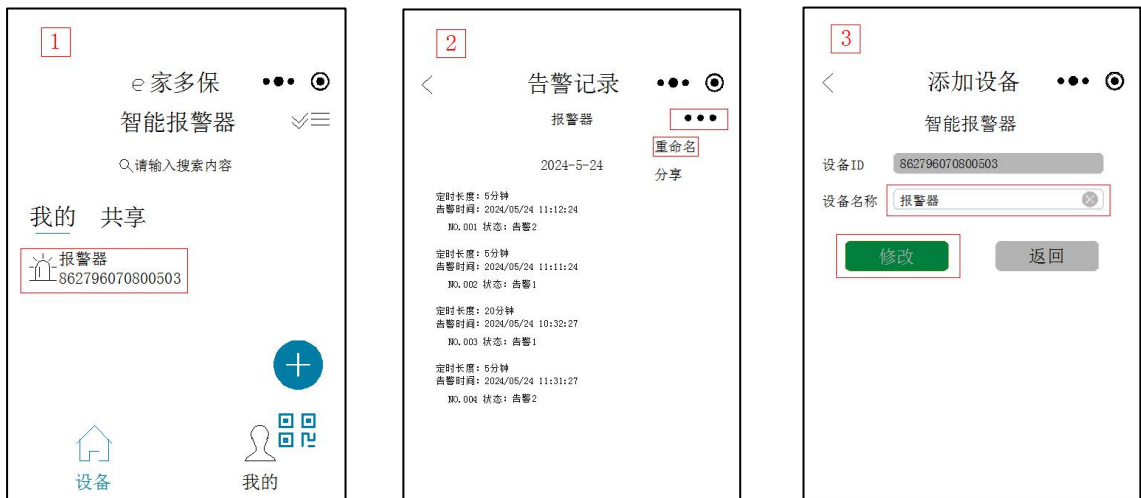 1
e家多保
智能报警器
请输入搜索内容
我的 共享
报警器
862796070800503
设备 我的
2
告警记录
报警器
重命名
2024-5-24
分享
定时长度：5分钟
告警时间：2024/05/24 11:12:24
NO.001 状态：告警2
定时长度：5分钟
告警时间：2024/05/24 11:11:24
NO.002 状态：告警1
定时长度：20分钟
告警时间：2024/05/24 10:32:27
NO.003 状态：告警1
定时长度：5分钟
告警时间：2024/05/24 11:31:27
NO.004 状态：告警2
3
添加设备
智能报警器
设备ID 862796070800503
设备名称 报警器
修改 返回